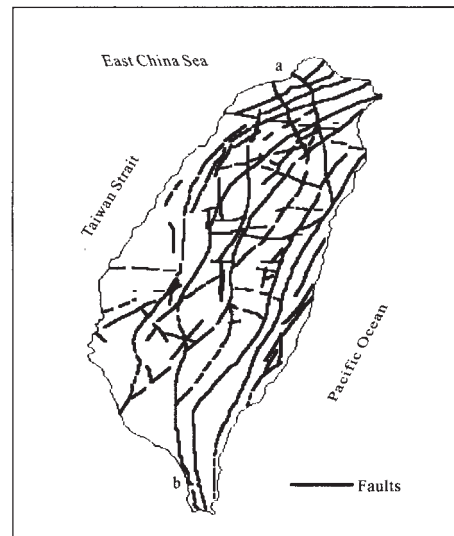 East China Sea
a
Taiwan Strait
Pacific Ocean
b
Faults